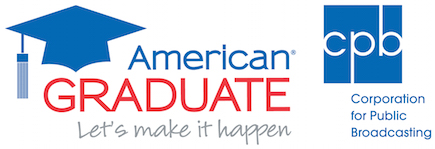 American®
GRADUATE
Let's make it happen
cpb
Corporation
for Public
Broadcasting